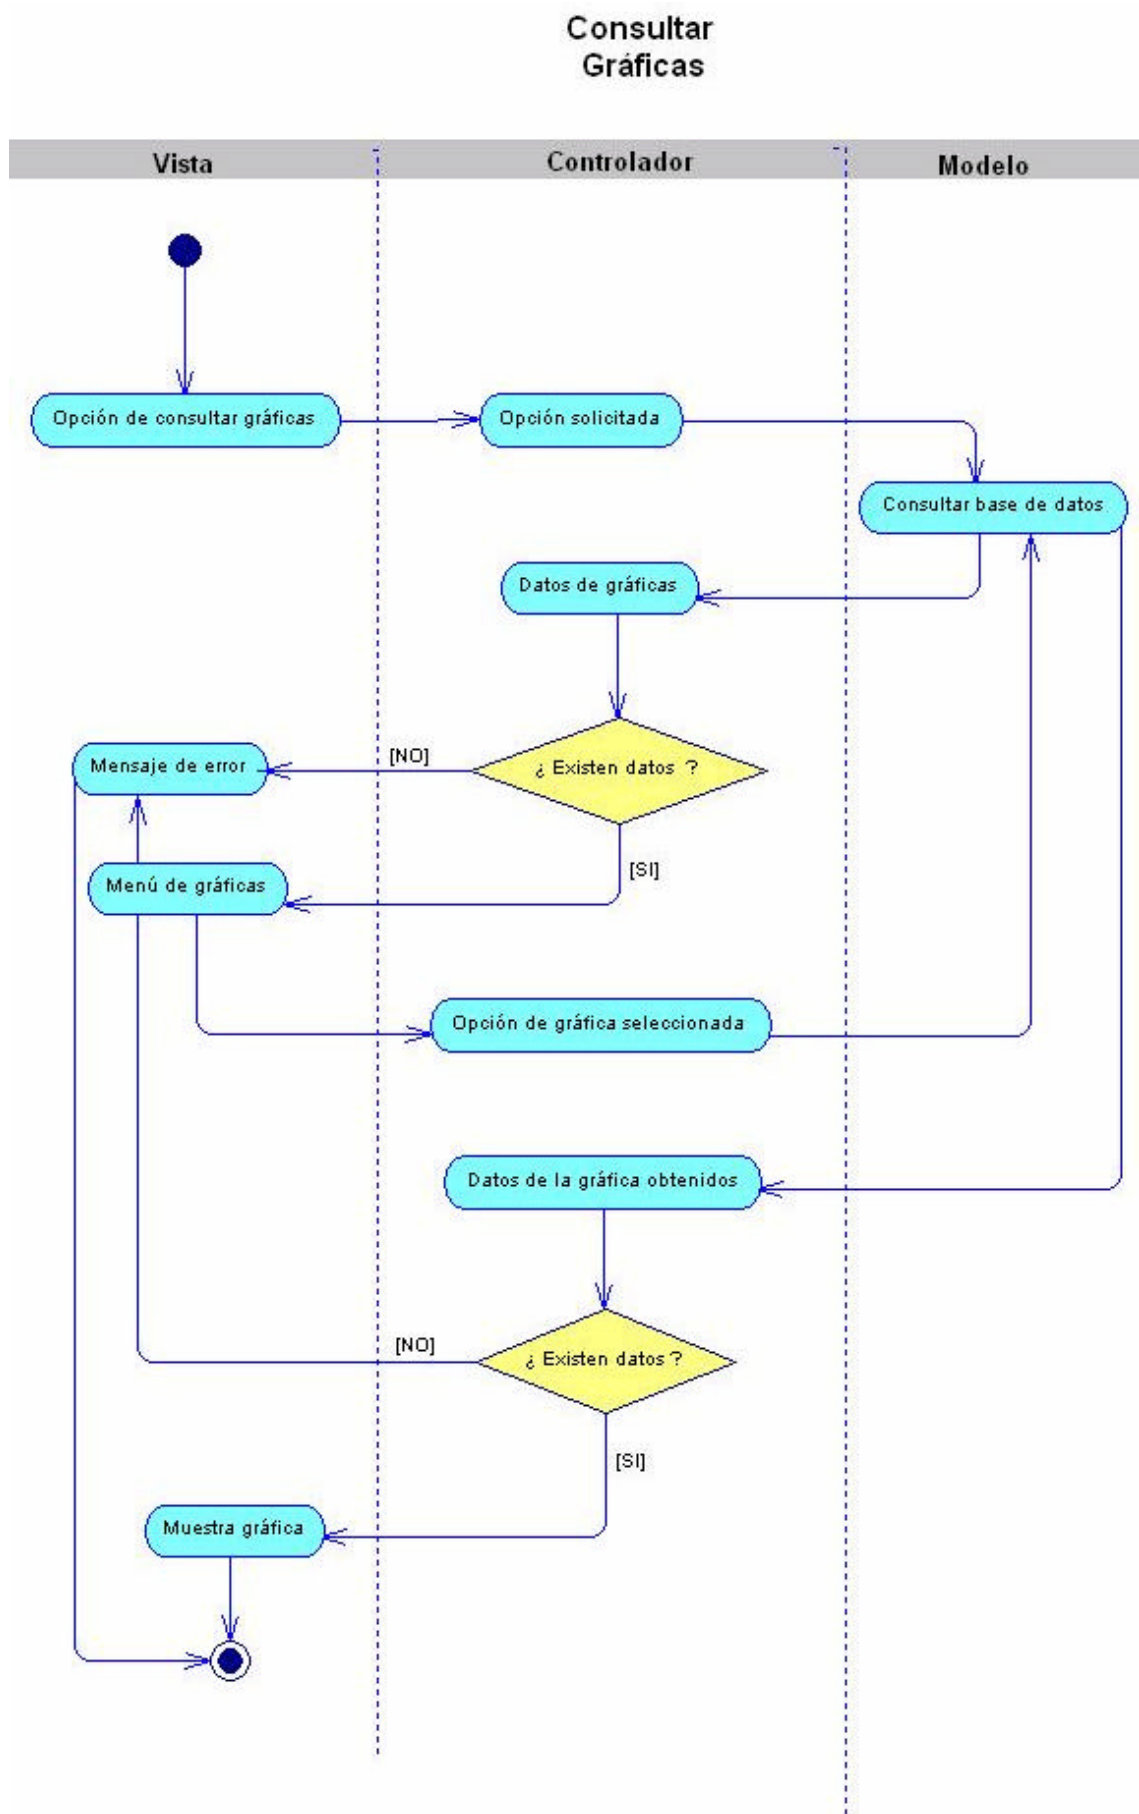 Consultar
Gráficas
Vista
Controlador
Modelo
Opción de consultar gráficas
Opción solicitada
Consultar base de datos
Datos de gráficas
¿ Existen datos ?
[NO]
Mensaje de error
[SI]
Menú de gráficas
Opción de gráfica seleccionada
Datos de la gráfica obtenidos
¿ Existen datos ?
[NO]
[SI]
Muestra gráfica